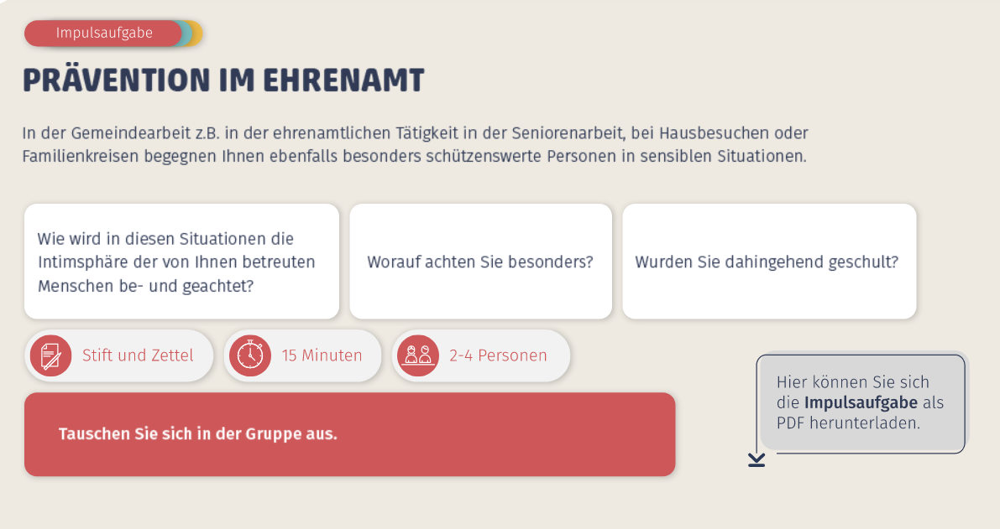 Impulsaufgabe
PRÄVENTION IM EHRENAMT
In der Gemeindearbeit z.B. in der ehrenamtlichen Tätigkeit in der Seniorenarbeit, bei Hausbesuchen oder
Familienkreisen begegnen Ihnen ebenfalls besonders schützenswerte Personen in sensiblen Situationen.
Wie wird in diesen Situationen die
Intimsphäre der von Ihnen betreuten
Menschen be- und geachtet?
Worauf achten Sie besonders?
Wurden Sie dahingehend geschult?
Stift und Zettel
15 Minuten
2-4 Personen
Tauschen Sie sich in der Gruppe aus.
Hier können Sie sich
die Impulsaufgabe als
PDF herunterladen.